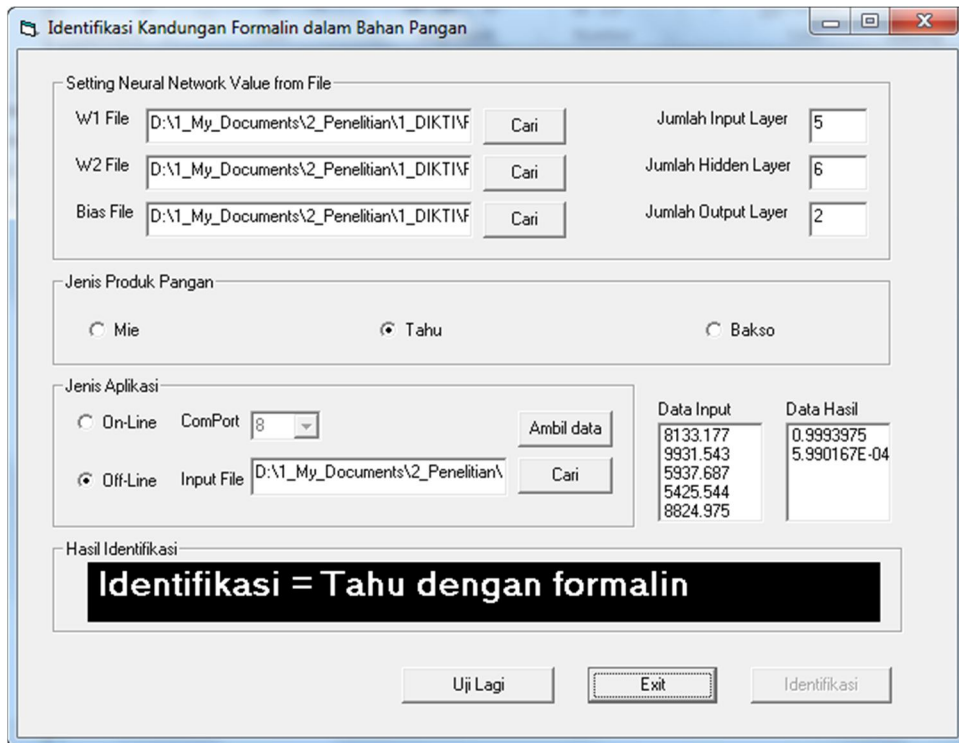 Identifikasi Kandungan Formalin dalam Bahan Pangan
Setting Neural Network Value from File
W1 File D:\1_My_Documents\2_Penelitian\1_DIKTI\F Cari Jumlah Input Layer 5
W2 File D:\1_My_Documents\2_Penelitian\1_DIKTI\F Cari Jumlah Hidden Layer 6
Bias File D:\1_My_Documents\2_Penelitian\1_DIKTI\F Cari Jumlah Output Layer 2
Jenis Produk Pangan
Mie Tahu Bakso
Jenis Aplikasi
On-Line ComPort 8 Ambil data
Off-Line Input File D:\1_My_Documents\2_Penelitian\ Cari
Data Input
8133.177
9931.543
5937.687
5425.544
8824.975
Data Hasil
0.9993975
5.990167E-04
Hasil Identifikasi
Identifikasi = Tahu dengan formalin
Uji Lagi Exit Identifikasi